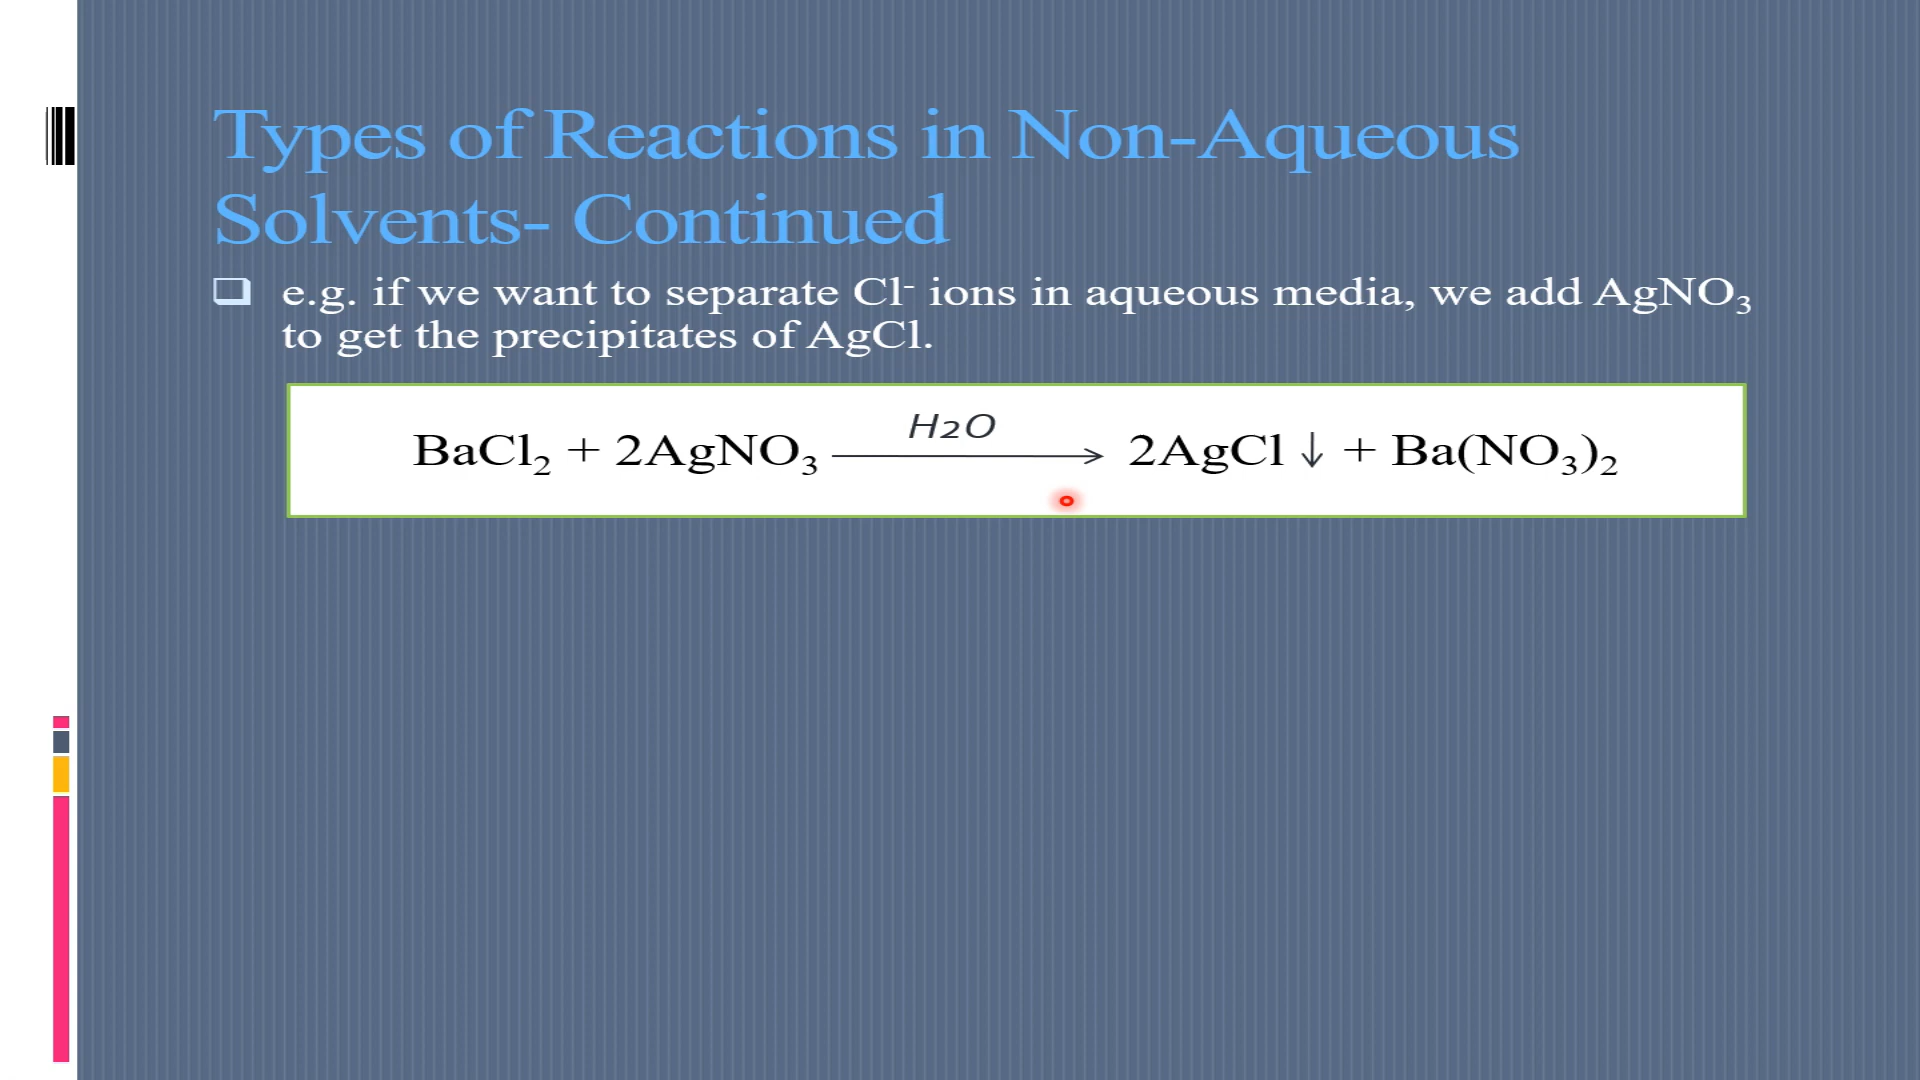 Types of Reactions in Non-Aqueous
Solvents- Continued
e.g. if we want to separate Cl⁻ ions in aqueous media, we add AgNO₃
to get the precipitates of AgCl.
H2O
BaCl₂ + 2AgNO₃ → 2AgCl ↓ + Ba(NO₃)₂